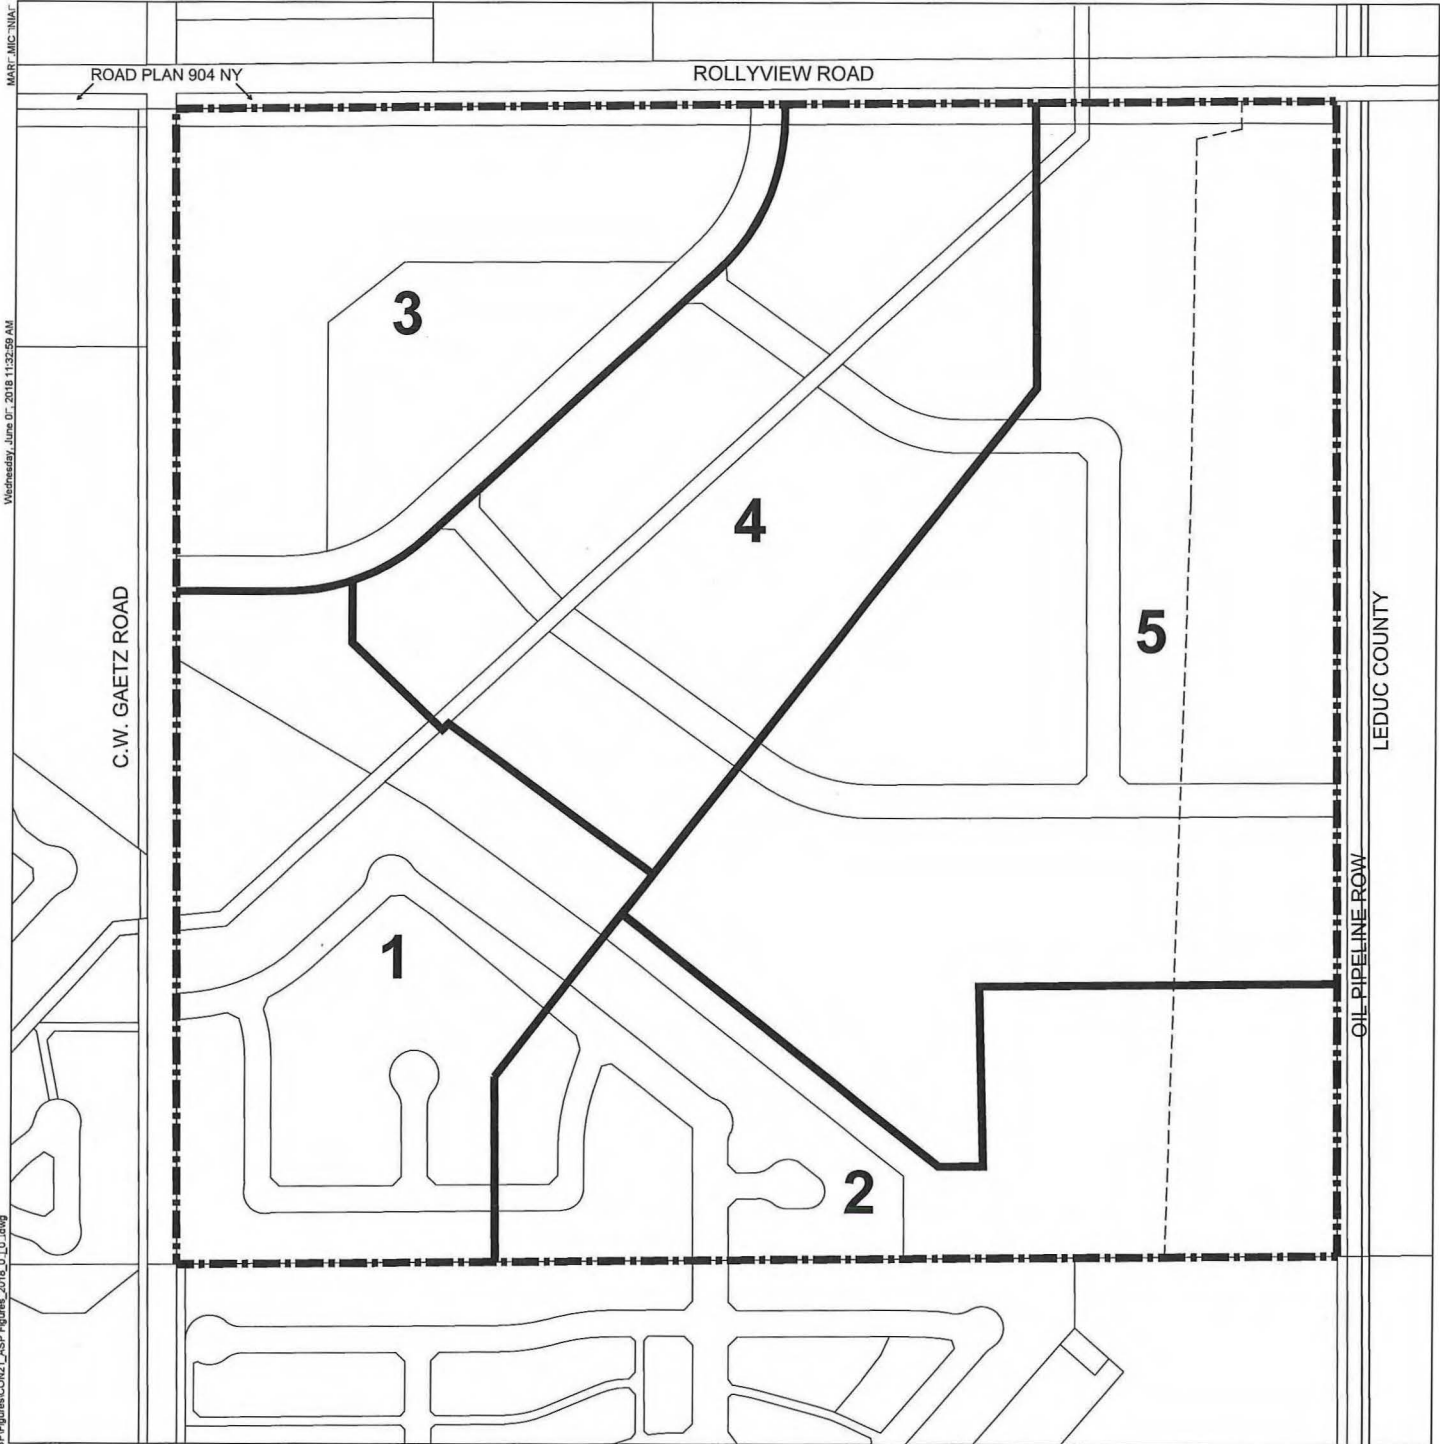 ROAD PLAN 904 NY
ROLLYVIEW ROAD
3
4
5
C.W. GAETZ ROAD
LEDUC COUNTY
OIL PIPELINE ROW
1
2
Wednesday, June 2018 11:32:59 AM